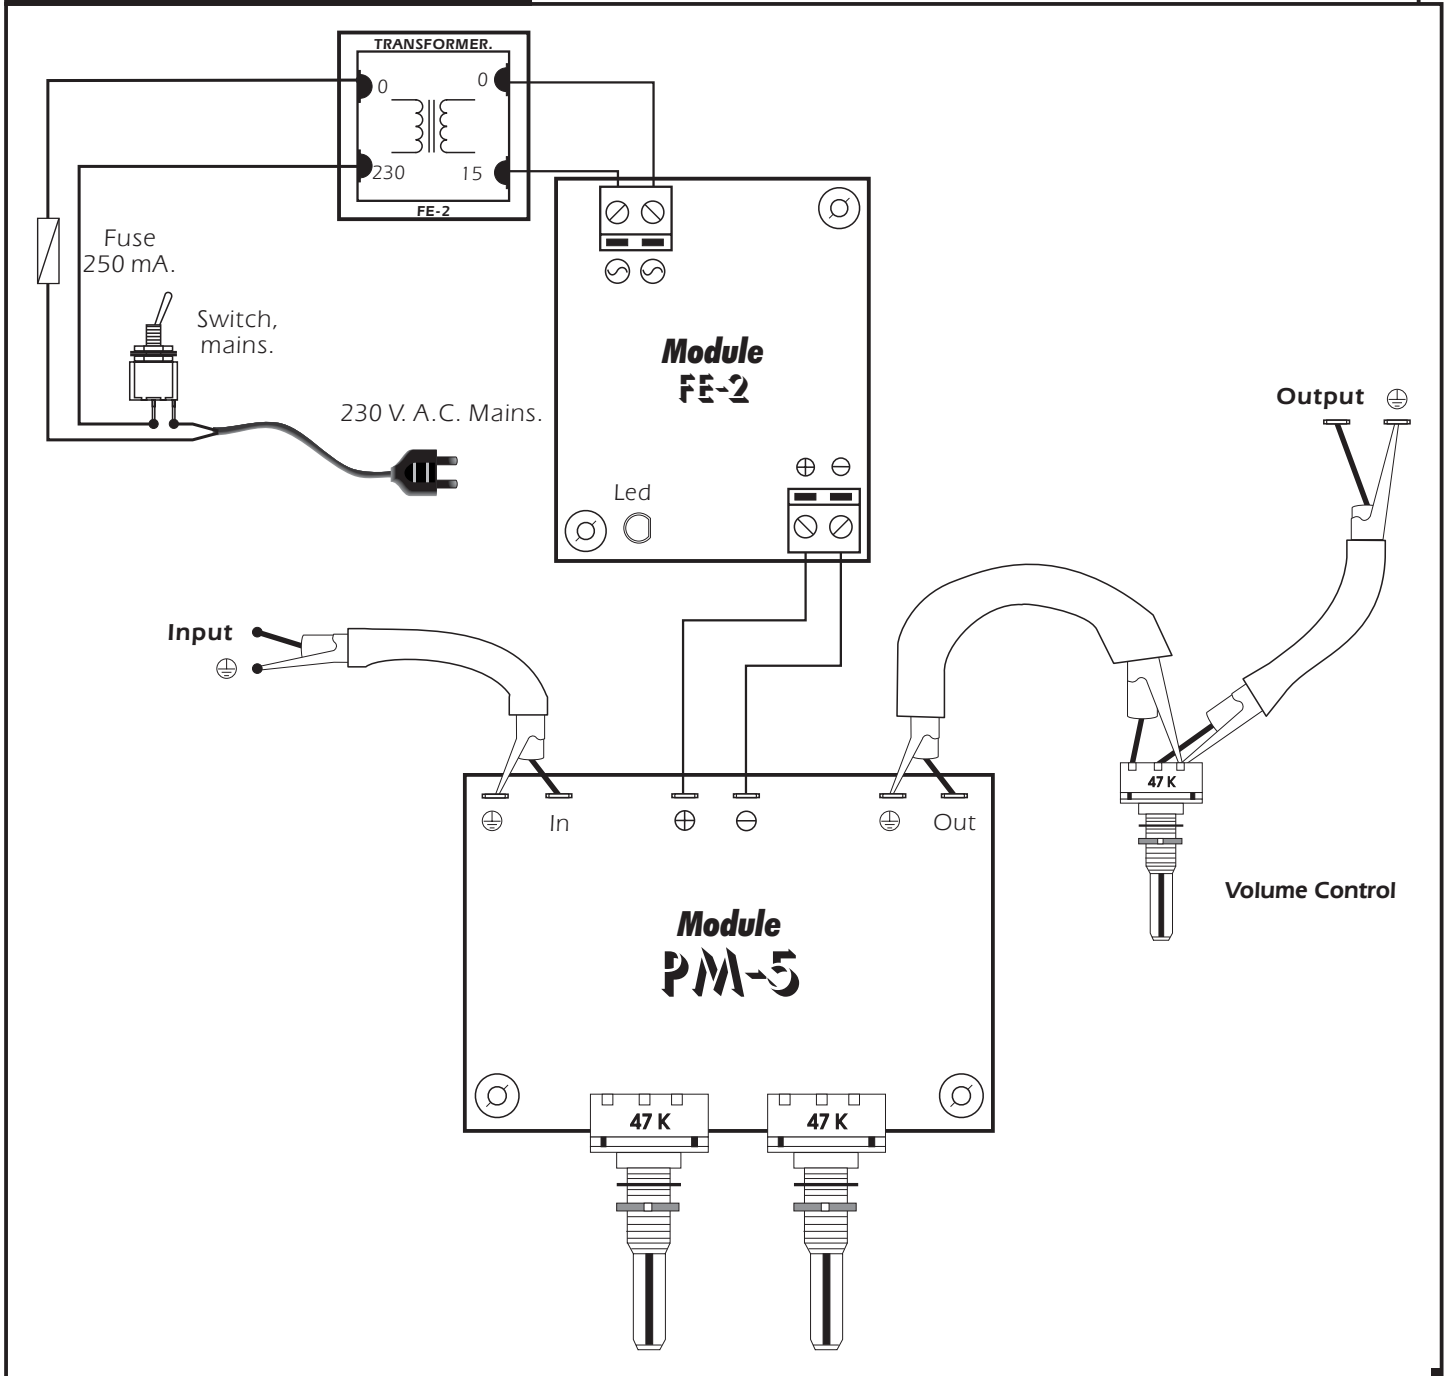 TRANSFORMER.
0 0
230 15
FE-2
Fuse
250 mA.
Switch,
mains.
230 V. A.C. Mains.
Module
FE-2
Led
Output
Input
In
Out
47 K
Volume Control
Module
PM-5
47 K
47 K